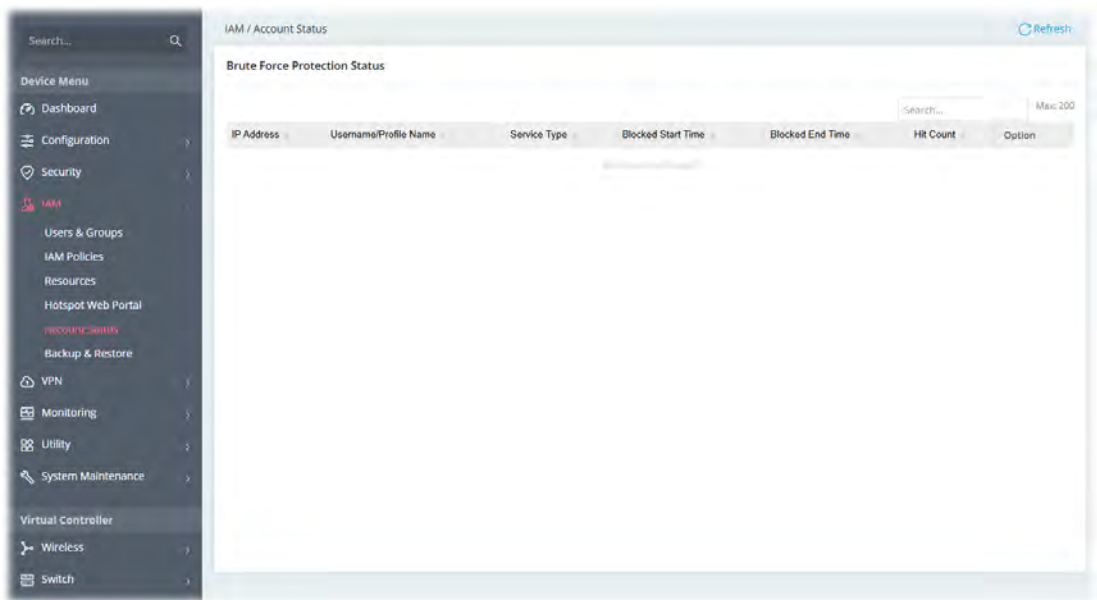 Search...
IAM / Account Status
Refresh
Device Menu
Dashboard
Configuration
Security
IAM
Users & Groups
IAM Policies
Resources
Hotspot Web Portal
Account Status
Backup & Restore
VPN
Monitoring
Utility
System Maintenance
Virtual Controller
Wireless
Switch
Brute Force Protection Status
Search...
Max: 200
IP Address
Username/Profile Name
Service Type
Blocked Start Time
Blocked End Time
Hit Count
Option